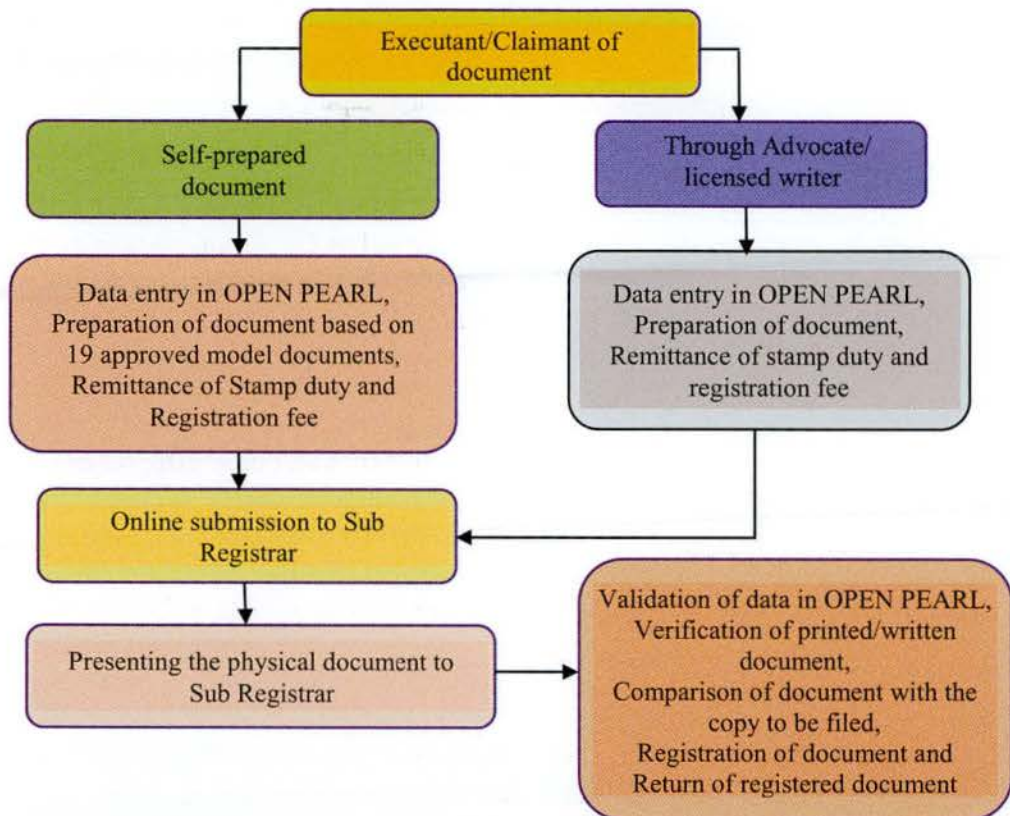 Executant/Claimant of
document
Self-prepared
document
Through Advocate/
licensed writer
Data entry in OPEN PEARL,
Preparation of document based on
19 approved model documents,
Remittance of Stamp duty and
Registration fee
Data entry in OPEN PEARL,
Preparation of document,
Remittance of stamp duty and
registration fee
Online submission to Sub
Registrar
Presenting the physical document to
Sub Registrar
Validation of data in OPEN PEARL,
Verification of printed/written
document,
Comparison of document with the
copy to be filed,
Registration of document and
Return of registered document